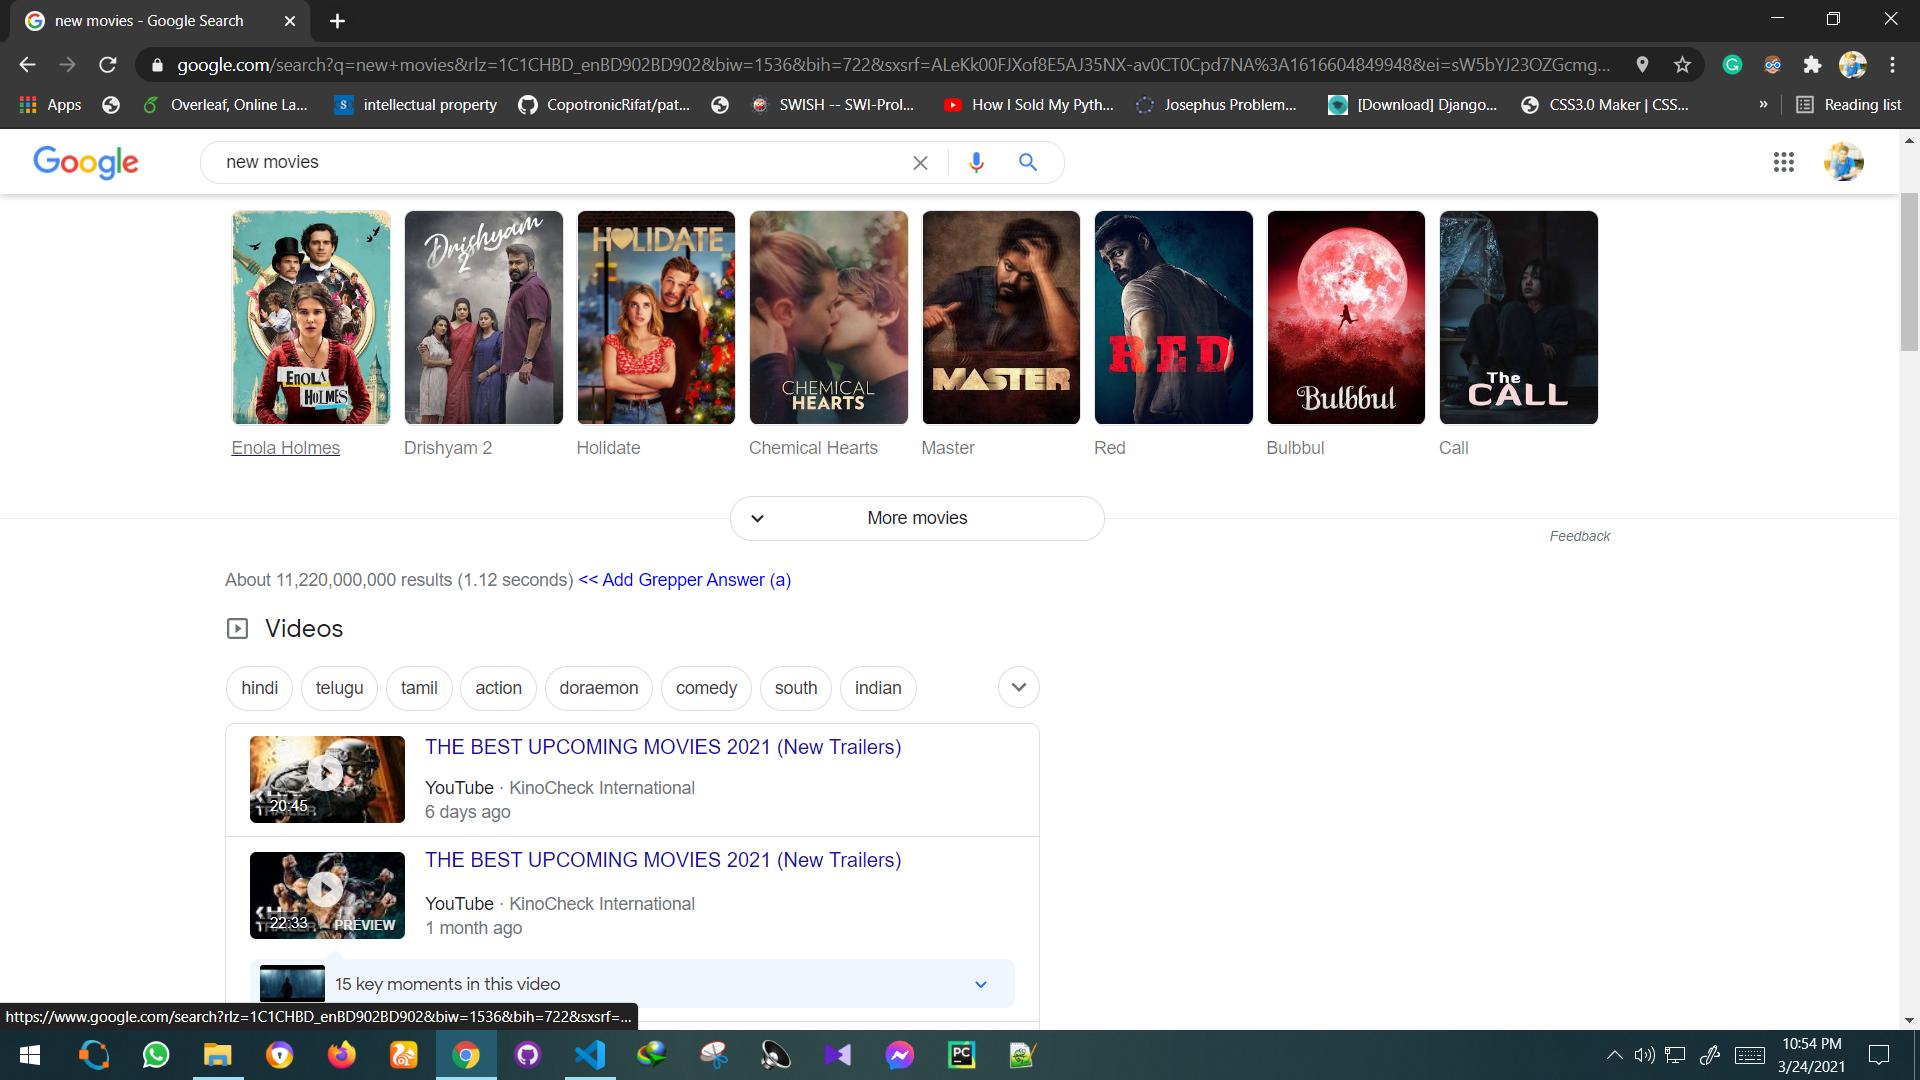 new movies - Google Search
google.com/search?q=new+movies&rlz=1C1CHBD_enBD902BD902&biw=1536&bih=722&sxsrf=ALeKk00FJXof8E5AJ35NX-av0CT0Cpd7NA%3A1616604849948&ei=sW5bYJ23OZGcmg...
Apps
Overleaf, Online La...
S
intellectual property
CopotronicRifat/pat...
SWISH -- SWI-Prol...
How I Sold My Pyth...
Josephus Problem...
[Download] Django...
CSS3.0 Maker | CSS...
»
Reading list
Google
new movies
ENOLA HOLMES
Drishyam 2
HOLIDATE
CHEMICAL HEARTS
MASTER
RED
Bulbbul
The CALL
Enola Holmes
Drishyam 2
Holidate
Chemical Hearts
Master
Red
Bulbbul
Call
More movies
Feedback
About 11,220,000,000 results (1.12 seconds) << Add Grepper Answer (a)
Videos
hindi
telugu
tamil
action
doraemon
comedy
south
indian
THE BEST UPCOMING MOVIES 2021 (New Trailers)
20:45
TRAILER
YouTube · KinoCheck International
6 days ago
THE BEST UPCOMING MOVIES 2021 (New Trailers)
22:33
TRAILER
PREVIEW
YouTube · KinoCheck International
1 month ago
15 key moments in this video
https://www.google.com/search?rlz=1C1CHBD_enBD902BD902&biw=1536&bih=722&sxsrf=...
PC
10:54 PM
3/24/2021